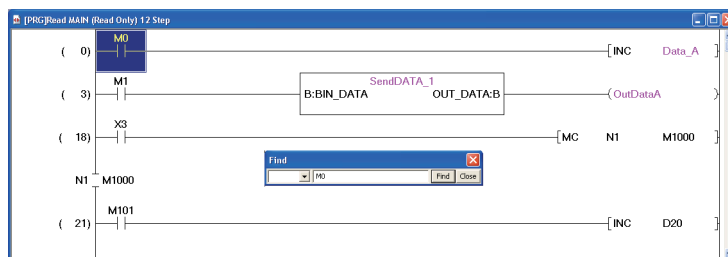 [PRG]Read MAIN (Read Only) 12 Step
M0
( 0) [INC Data_A ]
M1 SendDATA_1
( 3) B:BIN_DATA OUT_DATA:B (OutDataA )
X3
( 18) [MC N1 M1000 ]
Find
M0 Find Close
N1 M1000
M101
( 21) [INC D20 ]